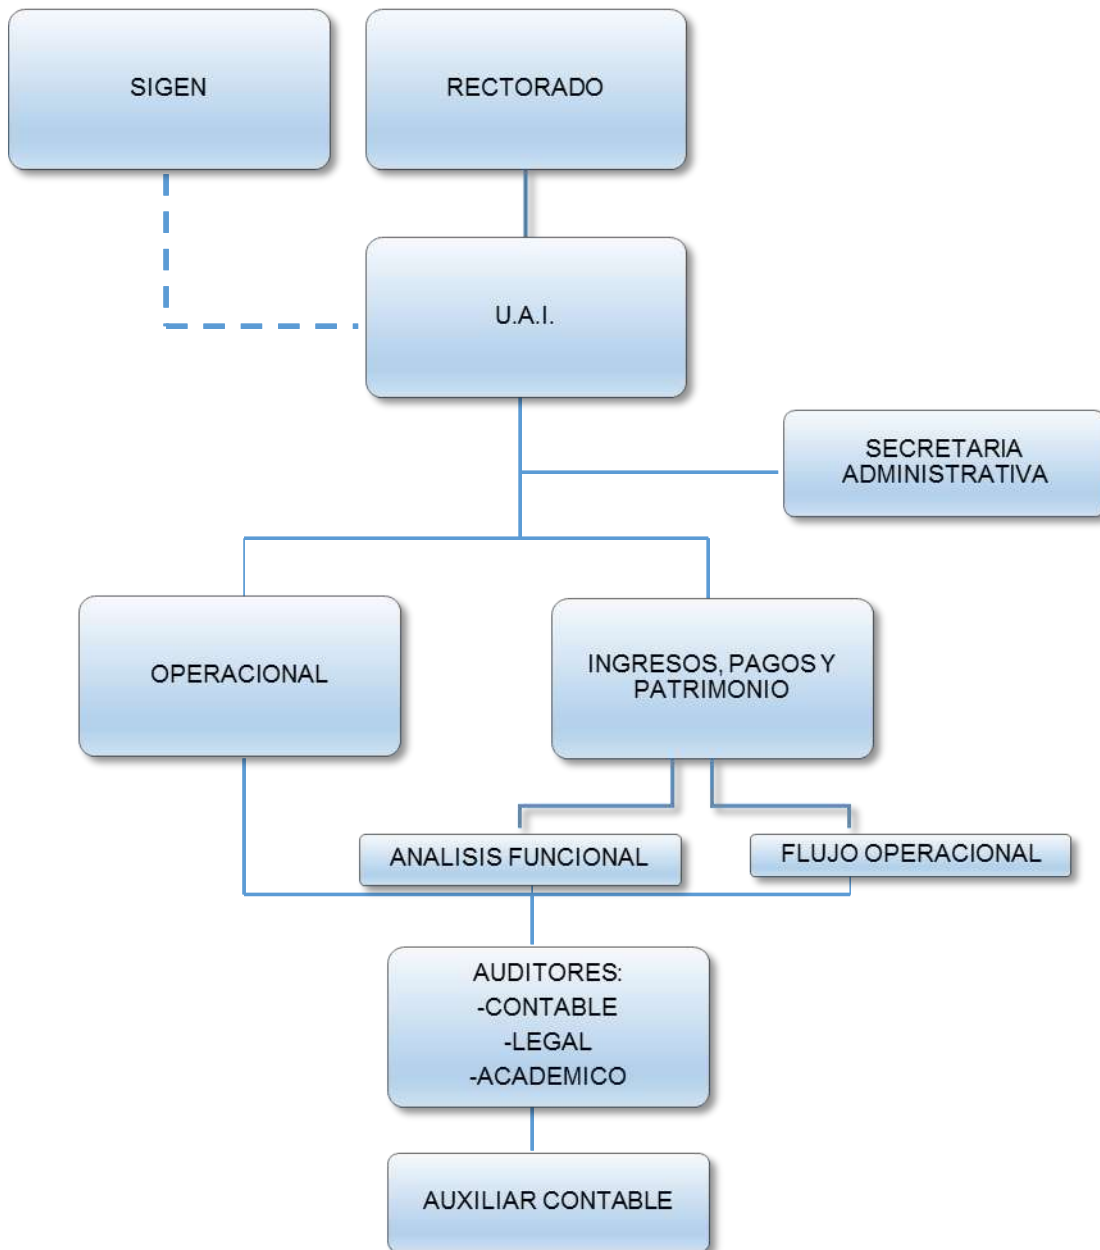 SIGEN
RECTORADO
U.A.I.
SECRETARIA
ADMINISTRATIVA
OPERACIONAL
INGRESOS, PAGOS Y
PATRIMONIO
ANALISIS FUNCIONAL
FLUJO OPERACIONAL
AUDITORES:
-CONTABLE
-LEGAL
-ACADEMICO
AUXILIAR CONTABLE